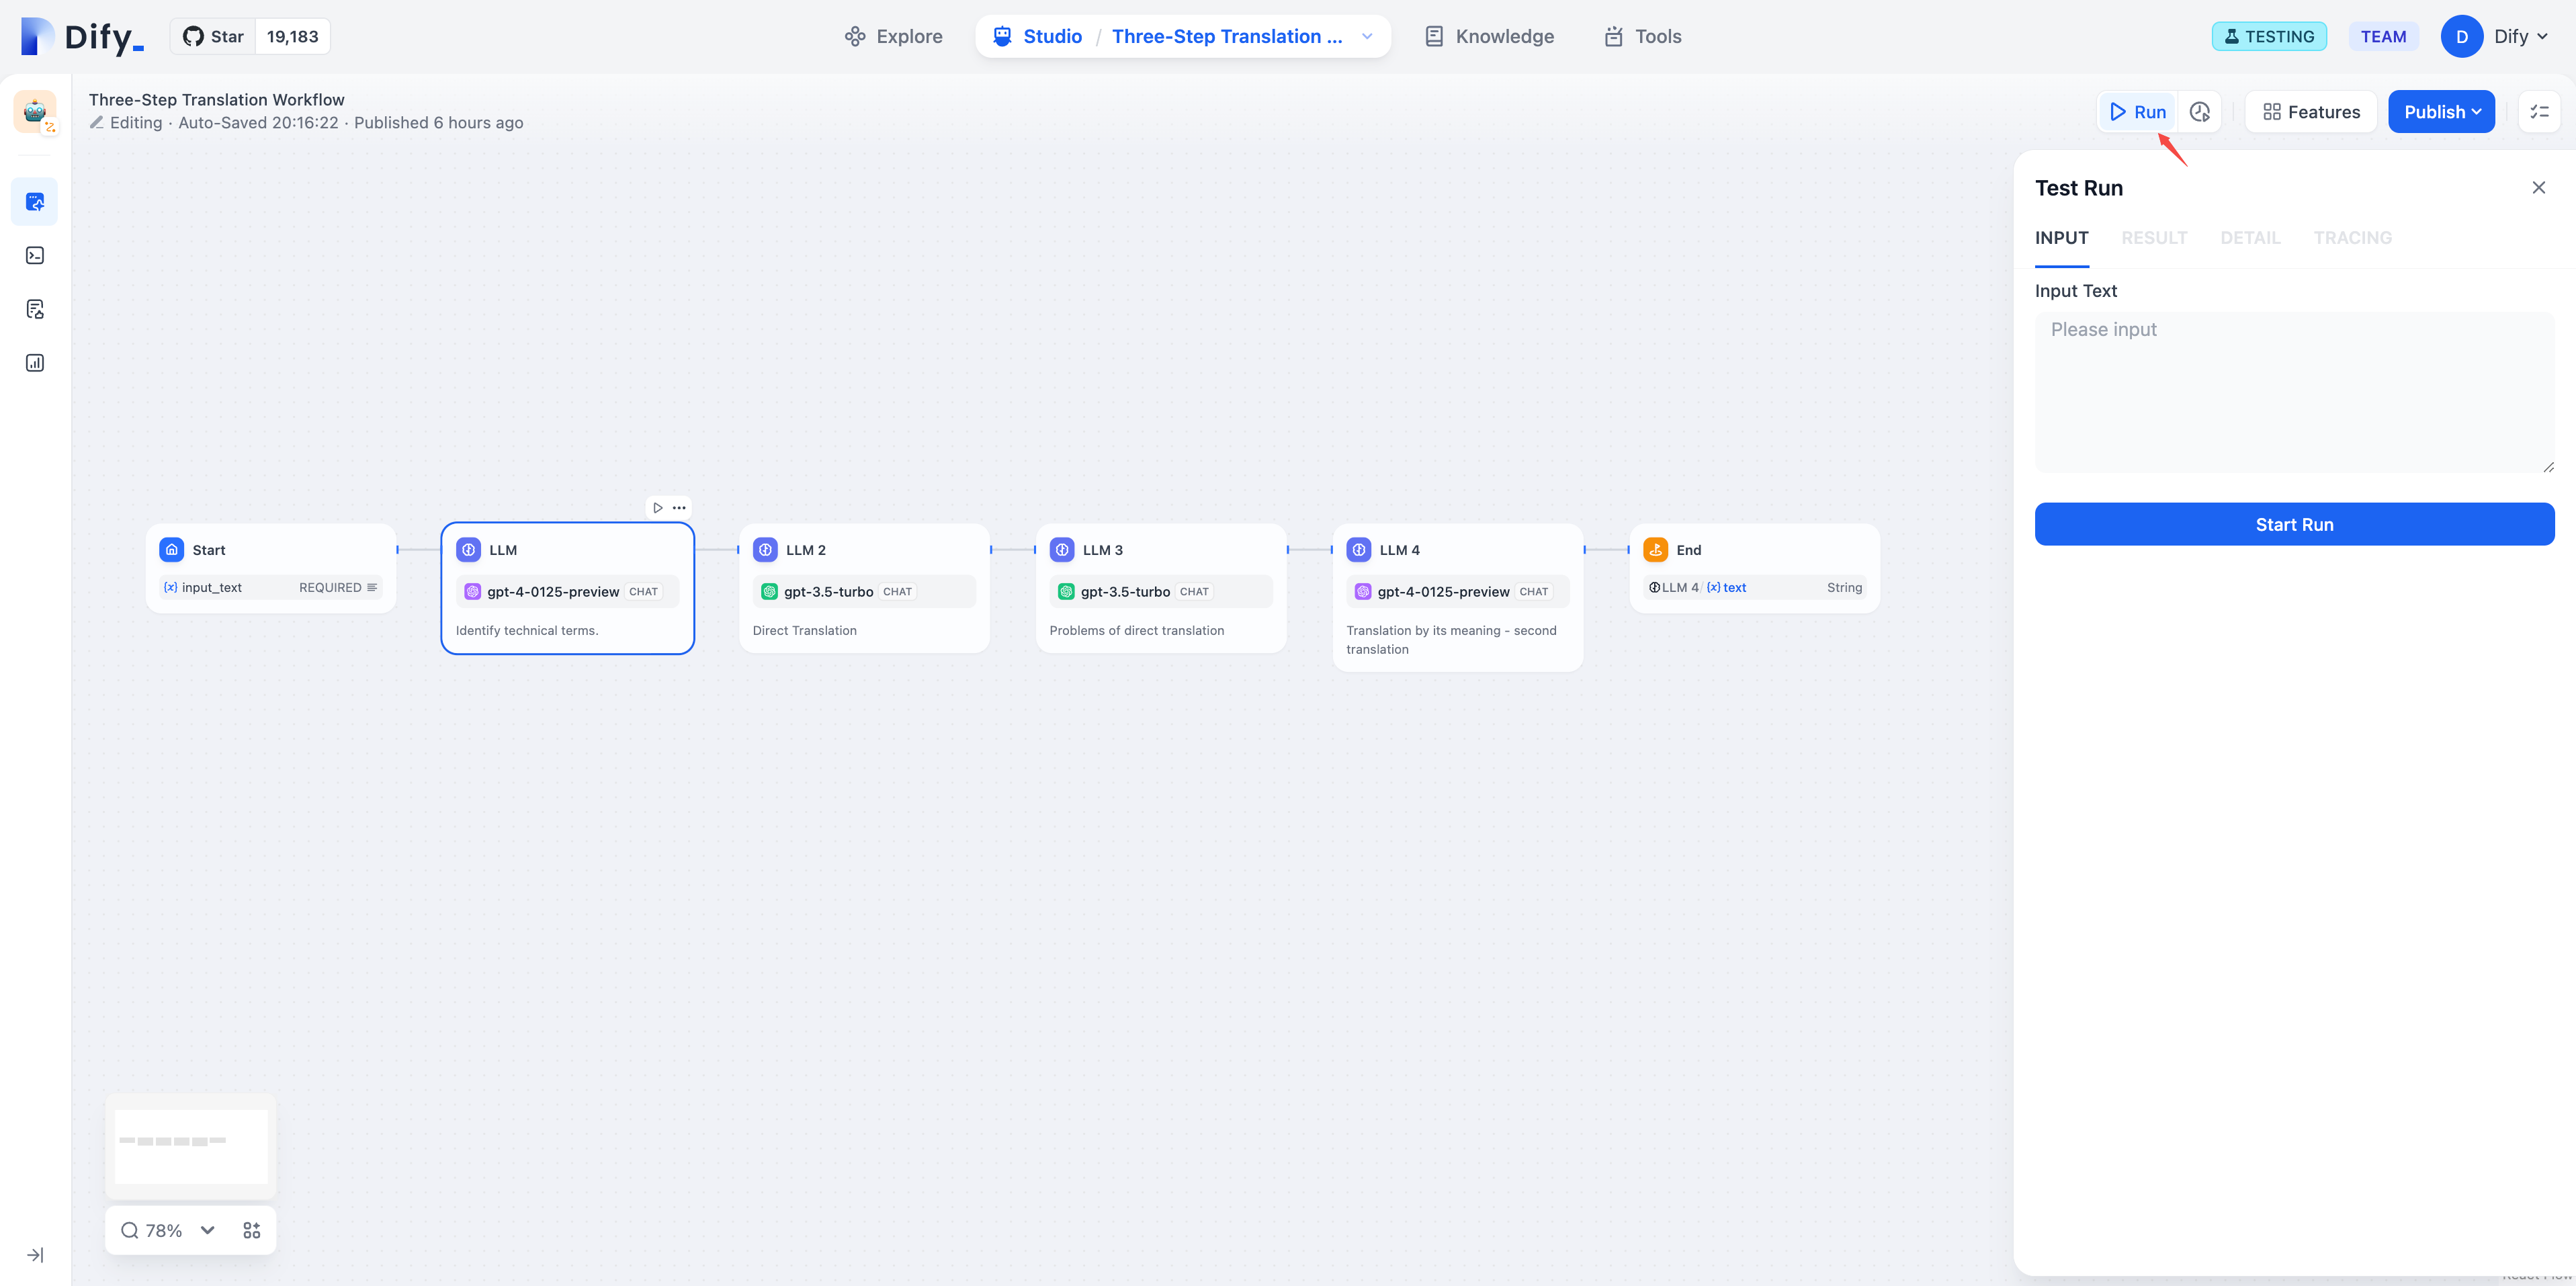 Dify_
Star 19,183
Explore
Studio / Three-Step Translation ...
Knowledge
Tools
TESTING
TEAM
D Dify
Three-Step Translation Workflow
Editing · Auto-Saved 20:16:22 · Published 6 hours ago
Run
Features
Publish
Test Run
INPUT RESULT DETAIL TRACING
Input Text
Please input
Start Run
Start
{x} input_text REQUIRED
LLM
gpt-4-0125-preview CHAT
Identify technical terms.
LLM 2
gpt-3.5-turbo CHAT
Direct Translation
LLM 3
gpt-3.5-turbo CHAT
Problems of direct translation
LLM 4
gpt-4-0125-preview CHAT
Translation by its meaning - second
translation
End
LLM 4 / {x} text String
78%